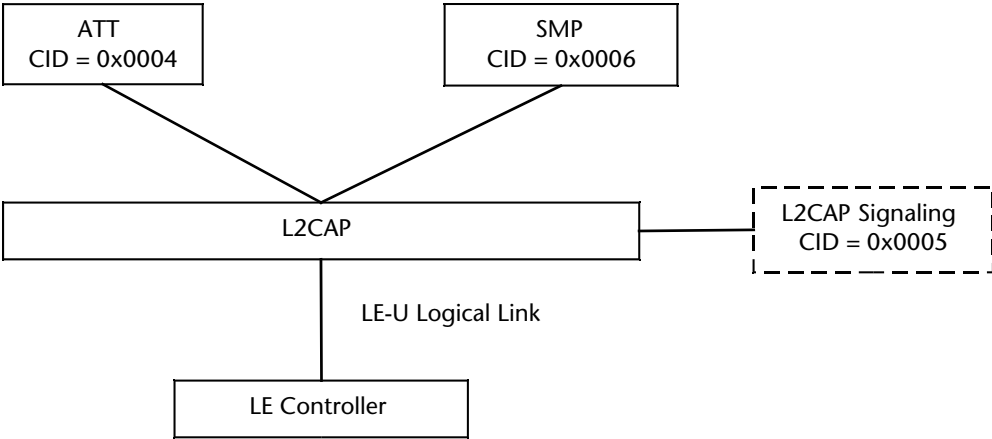 ATT
CID = 0x0004
SMP
CID = 0x0006
L2CAP
L2CAP Signaling
CID = 0x0005
LE-U Logical Link
LE Controller